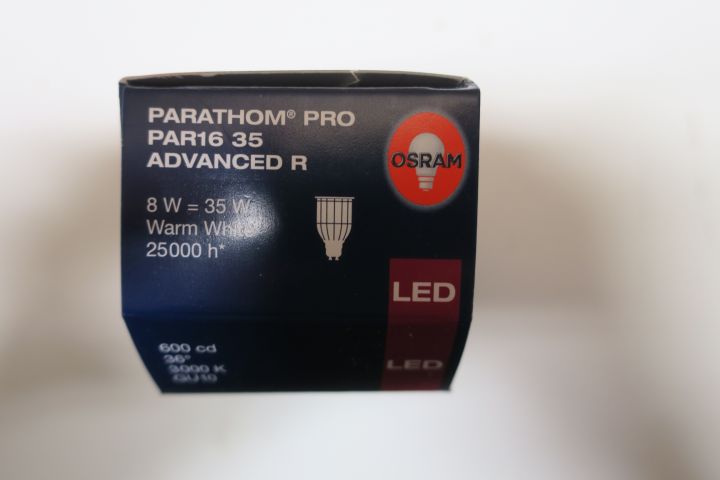 PARATHOM® PRO
PAR16 35
ADVANCED R
OSRAM
8 W = 35 W
Warm White
25000 h*
LED
600 cd
36°
3000 K
GU10
LED